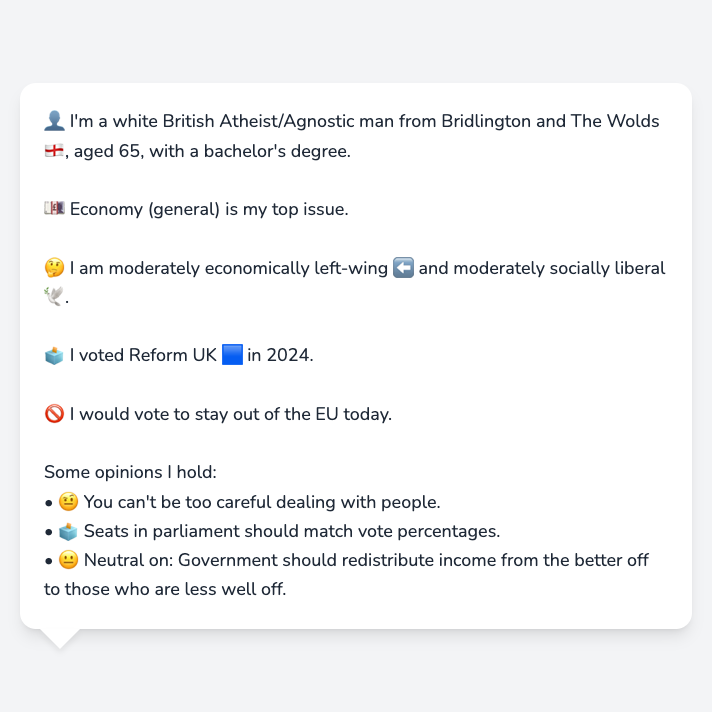 👤 I'm a white British Atheist/Agnostic man from Bridlington and The Wolds
🏴󠁧󠁢󠁥󠁮󠁧󠁿, aged 65, with a bachelor's degree.
💷 Economy (general) is my top issue.
🤔 I am moderately economically left-wing ⬅️ and moderately socially liberal
🕊️.
🗳️ I voted Reform UK 🟦 in 2024.
🚫 I would vote to stay out of the EU today.
Some opinions I hold:
• 🤨 You can't be too careful dealing with people.
• 🗳️ Seats in parliament should match vote percentages.
• 😐 Neutral on: Government should redistribute income from the better off
to those who are less well off.